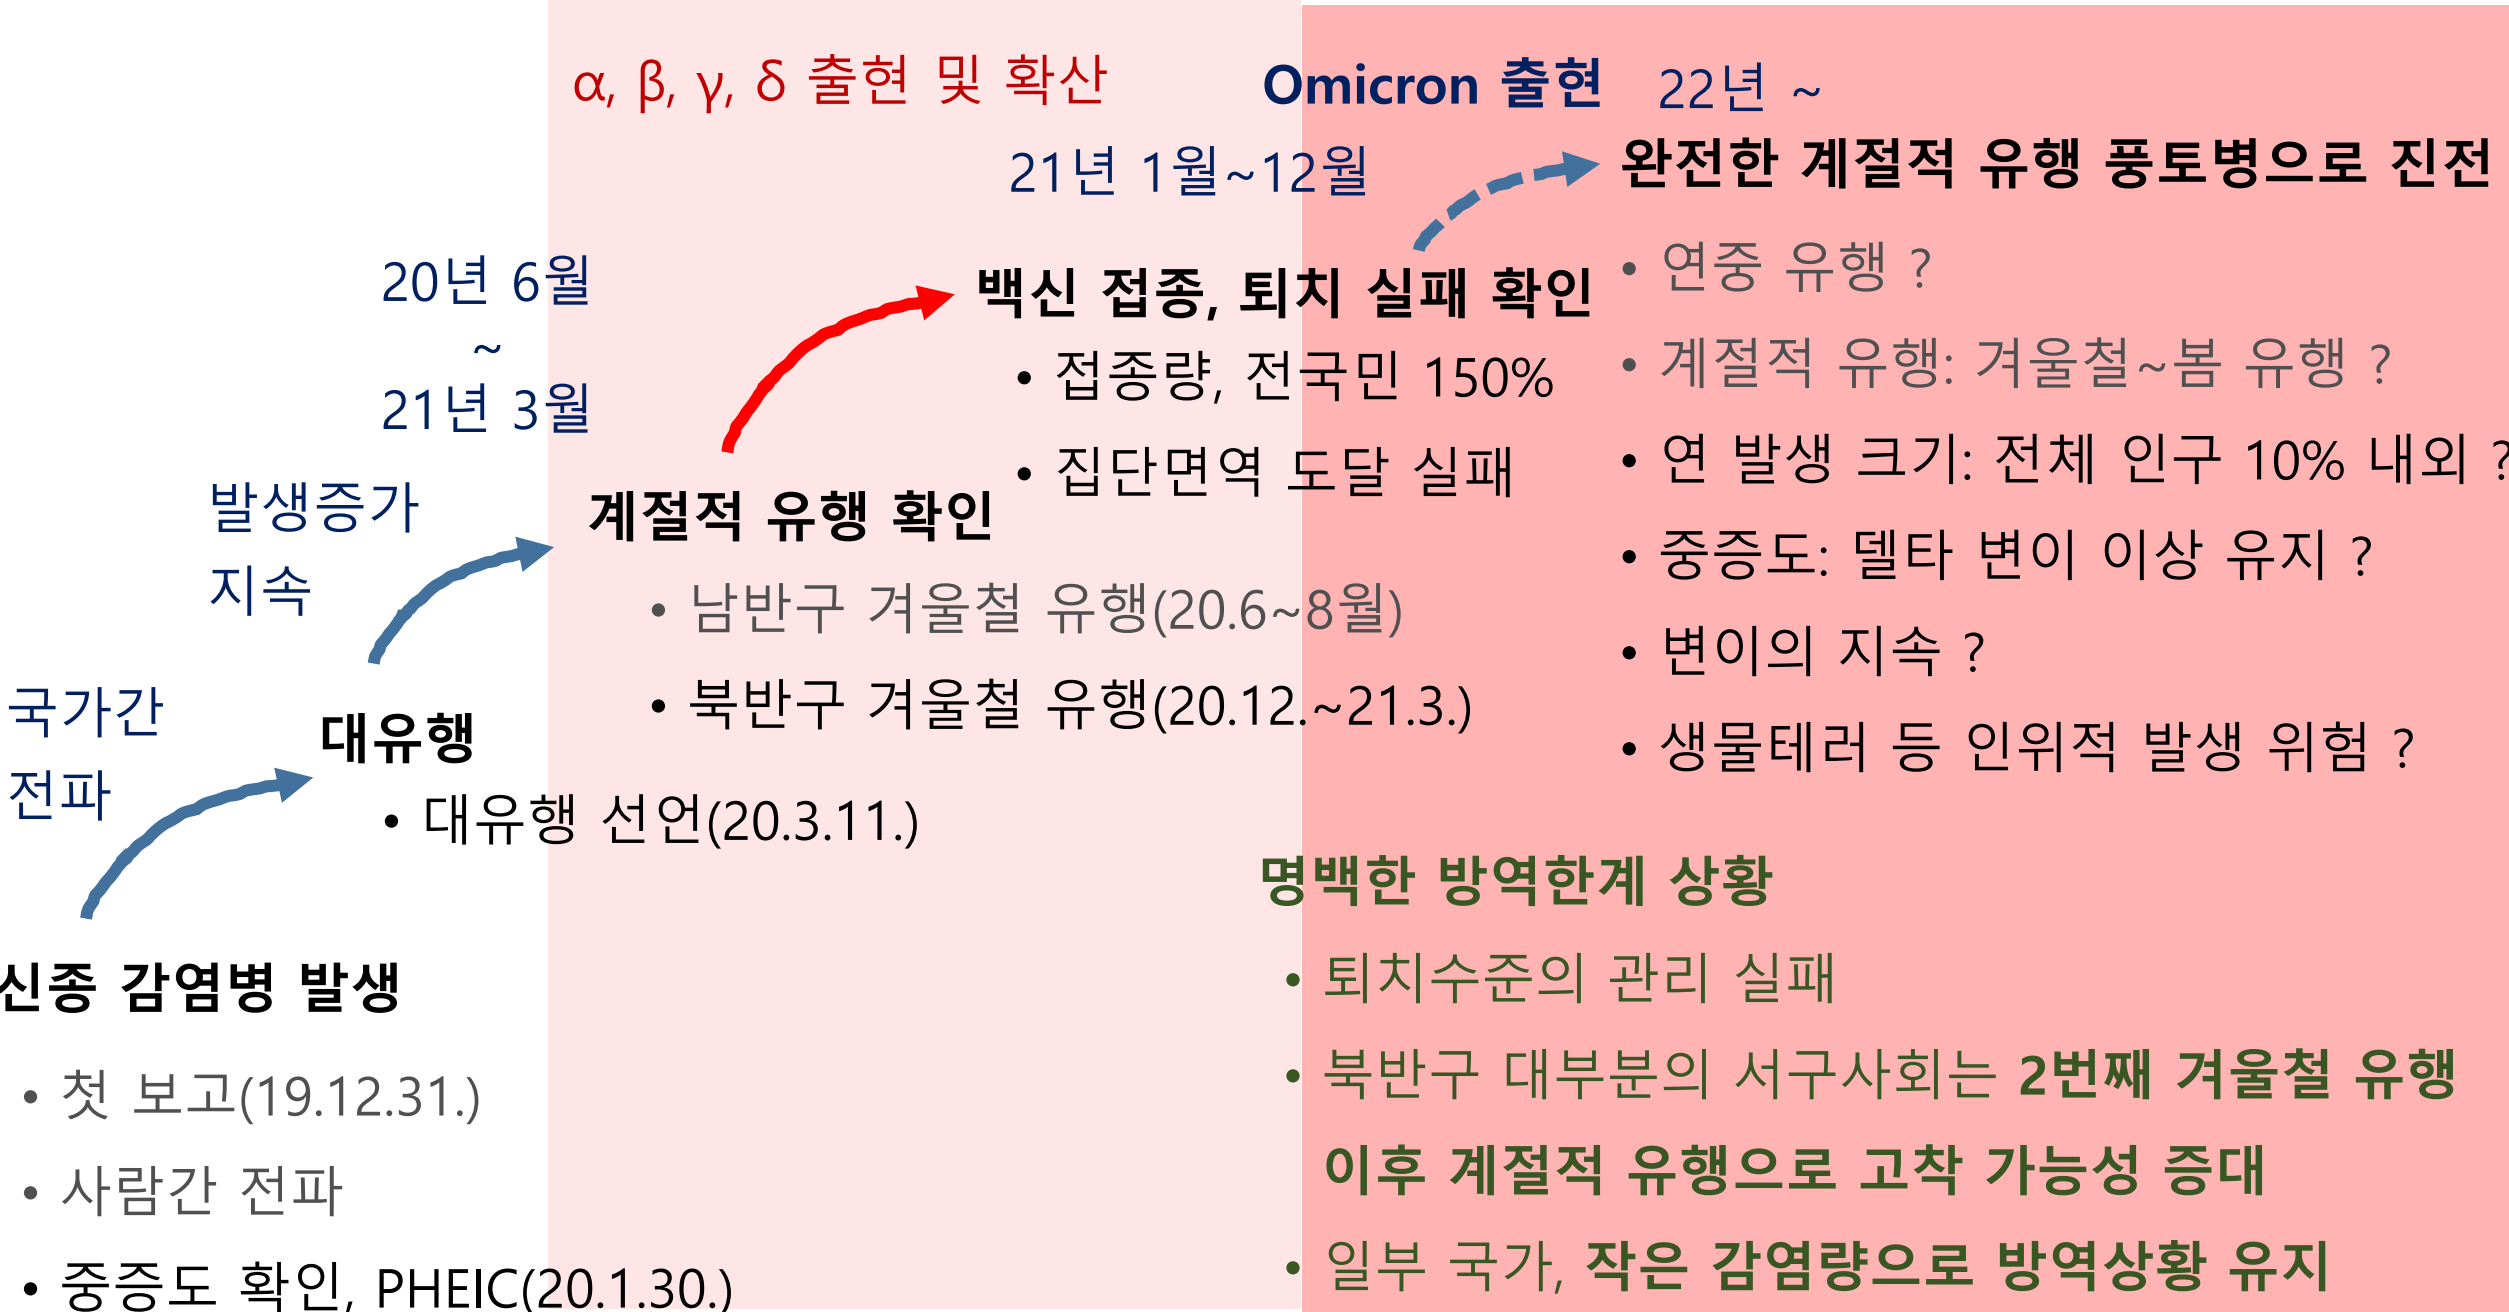 α, β, γ, δ 출현 및 확산
Omicron 출현
22년 ~
21년 1월~12월
완전한 계절적 유행 풍토병으로 진전
• 연중 유행 ?
• 계절적 유행: 겨울철~봄 유행 ?
• 연 발생 크기: 전체 인구 10% 내외 ?
• 중증도: 델타 변이 이상 유지 ?
• 변이의 지속 ?
• 생물테러 등 인위적 발생 위험 ?
백신 접종, 퇴치 실패 확인
• 접종량, 전국민 150%
• 집단면역 도달 실패
20년 6월
~
21년 3월
계절적 유행 확인
• 남반구 겨울철 유행(20.6~8월)
• 북반구 겨울철 유행(20.12.~21.3.)
발생증가
지속
대유행
• 대유행 선언(20.3.11.)
국가간
전파
신종 감염병 발생
• 첫 보고(19.12.31.)
• 사람간 전파
• 중증도 확인, PHEIC(20.1.30.)
명백한 방역한계 상황
• 퇴치수준의 관리 실패
• 북반구 대부분의 서구사회는 2번째 겨울철 유행
이후 계절적 유행으로 고착 가능성 증대
• 일부 국가, 작은 감염량으로 방역상황 유지